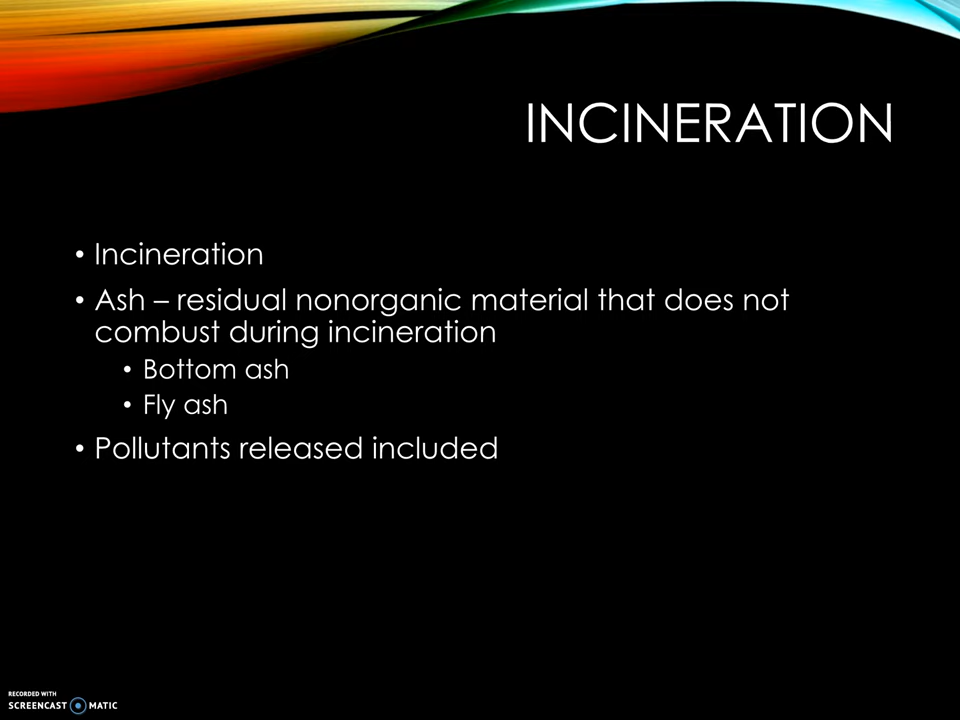 INCINERATION
• Incineration
• Ash – residual nonorganic material that does not
combust during incineration
• Bottom ash
• Fly ash
• Pollutants released included
RECORDED WITH
SCREENCAST MATIC